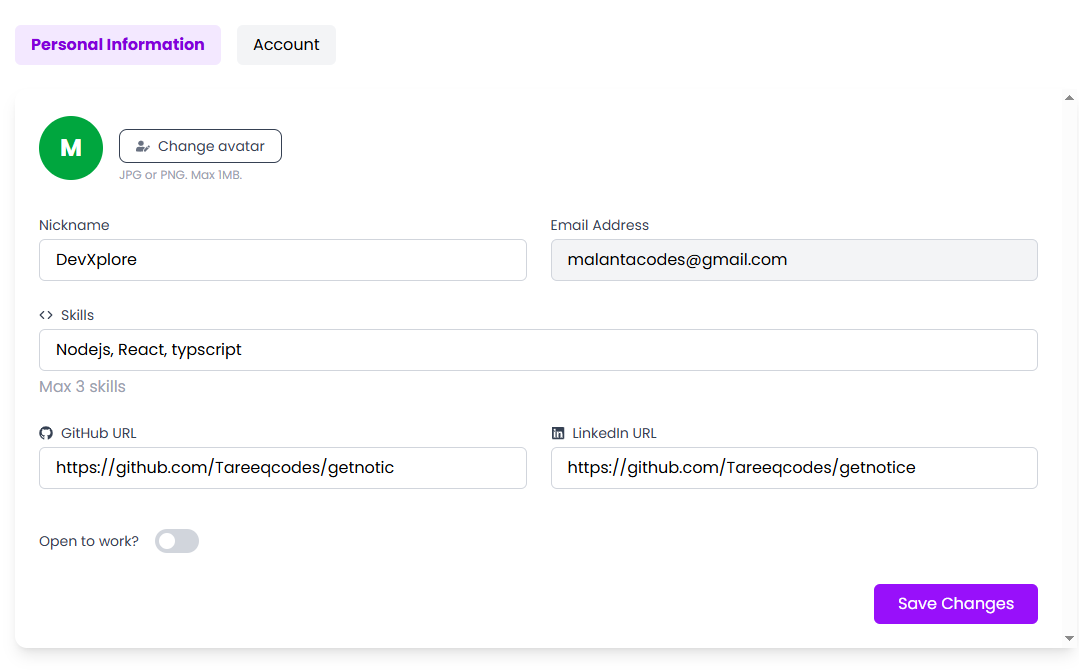 Personal Information
Account
M
Change avatar
JPG or PNG. Max 1MB.
Nickname
Email Address
DevXplore
malantacodes@gmail.com
<> Skills
Nodejs, React, typscript
Max 3 skills
GitHub URL
in LinkedIn URL
https://github.com/Tareeqcodes/getnotic
https://github.com/Tareeqcodes/getnotice
Open to work?
Save Changes